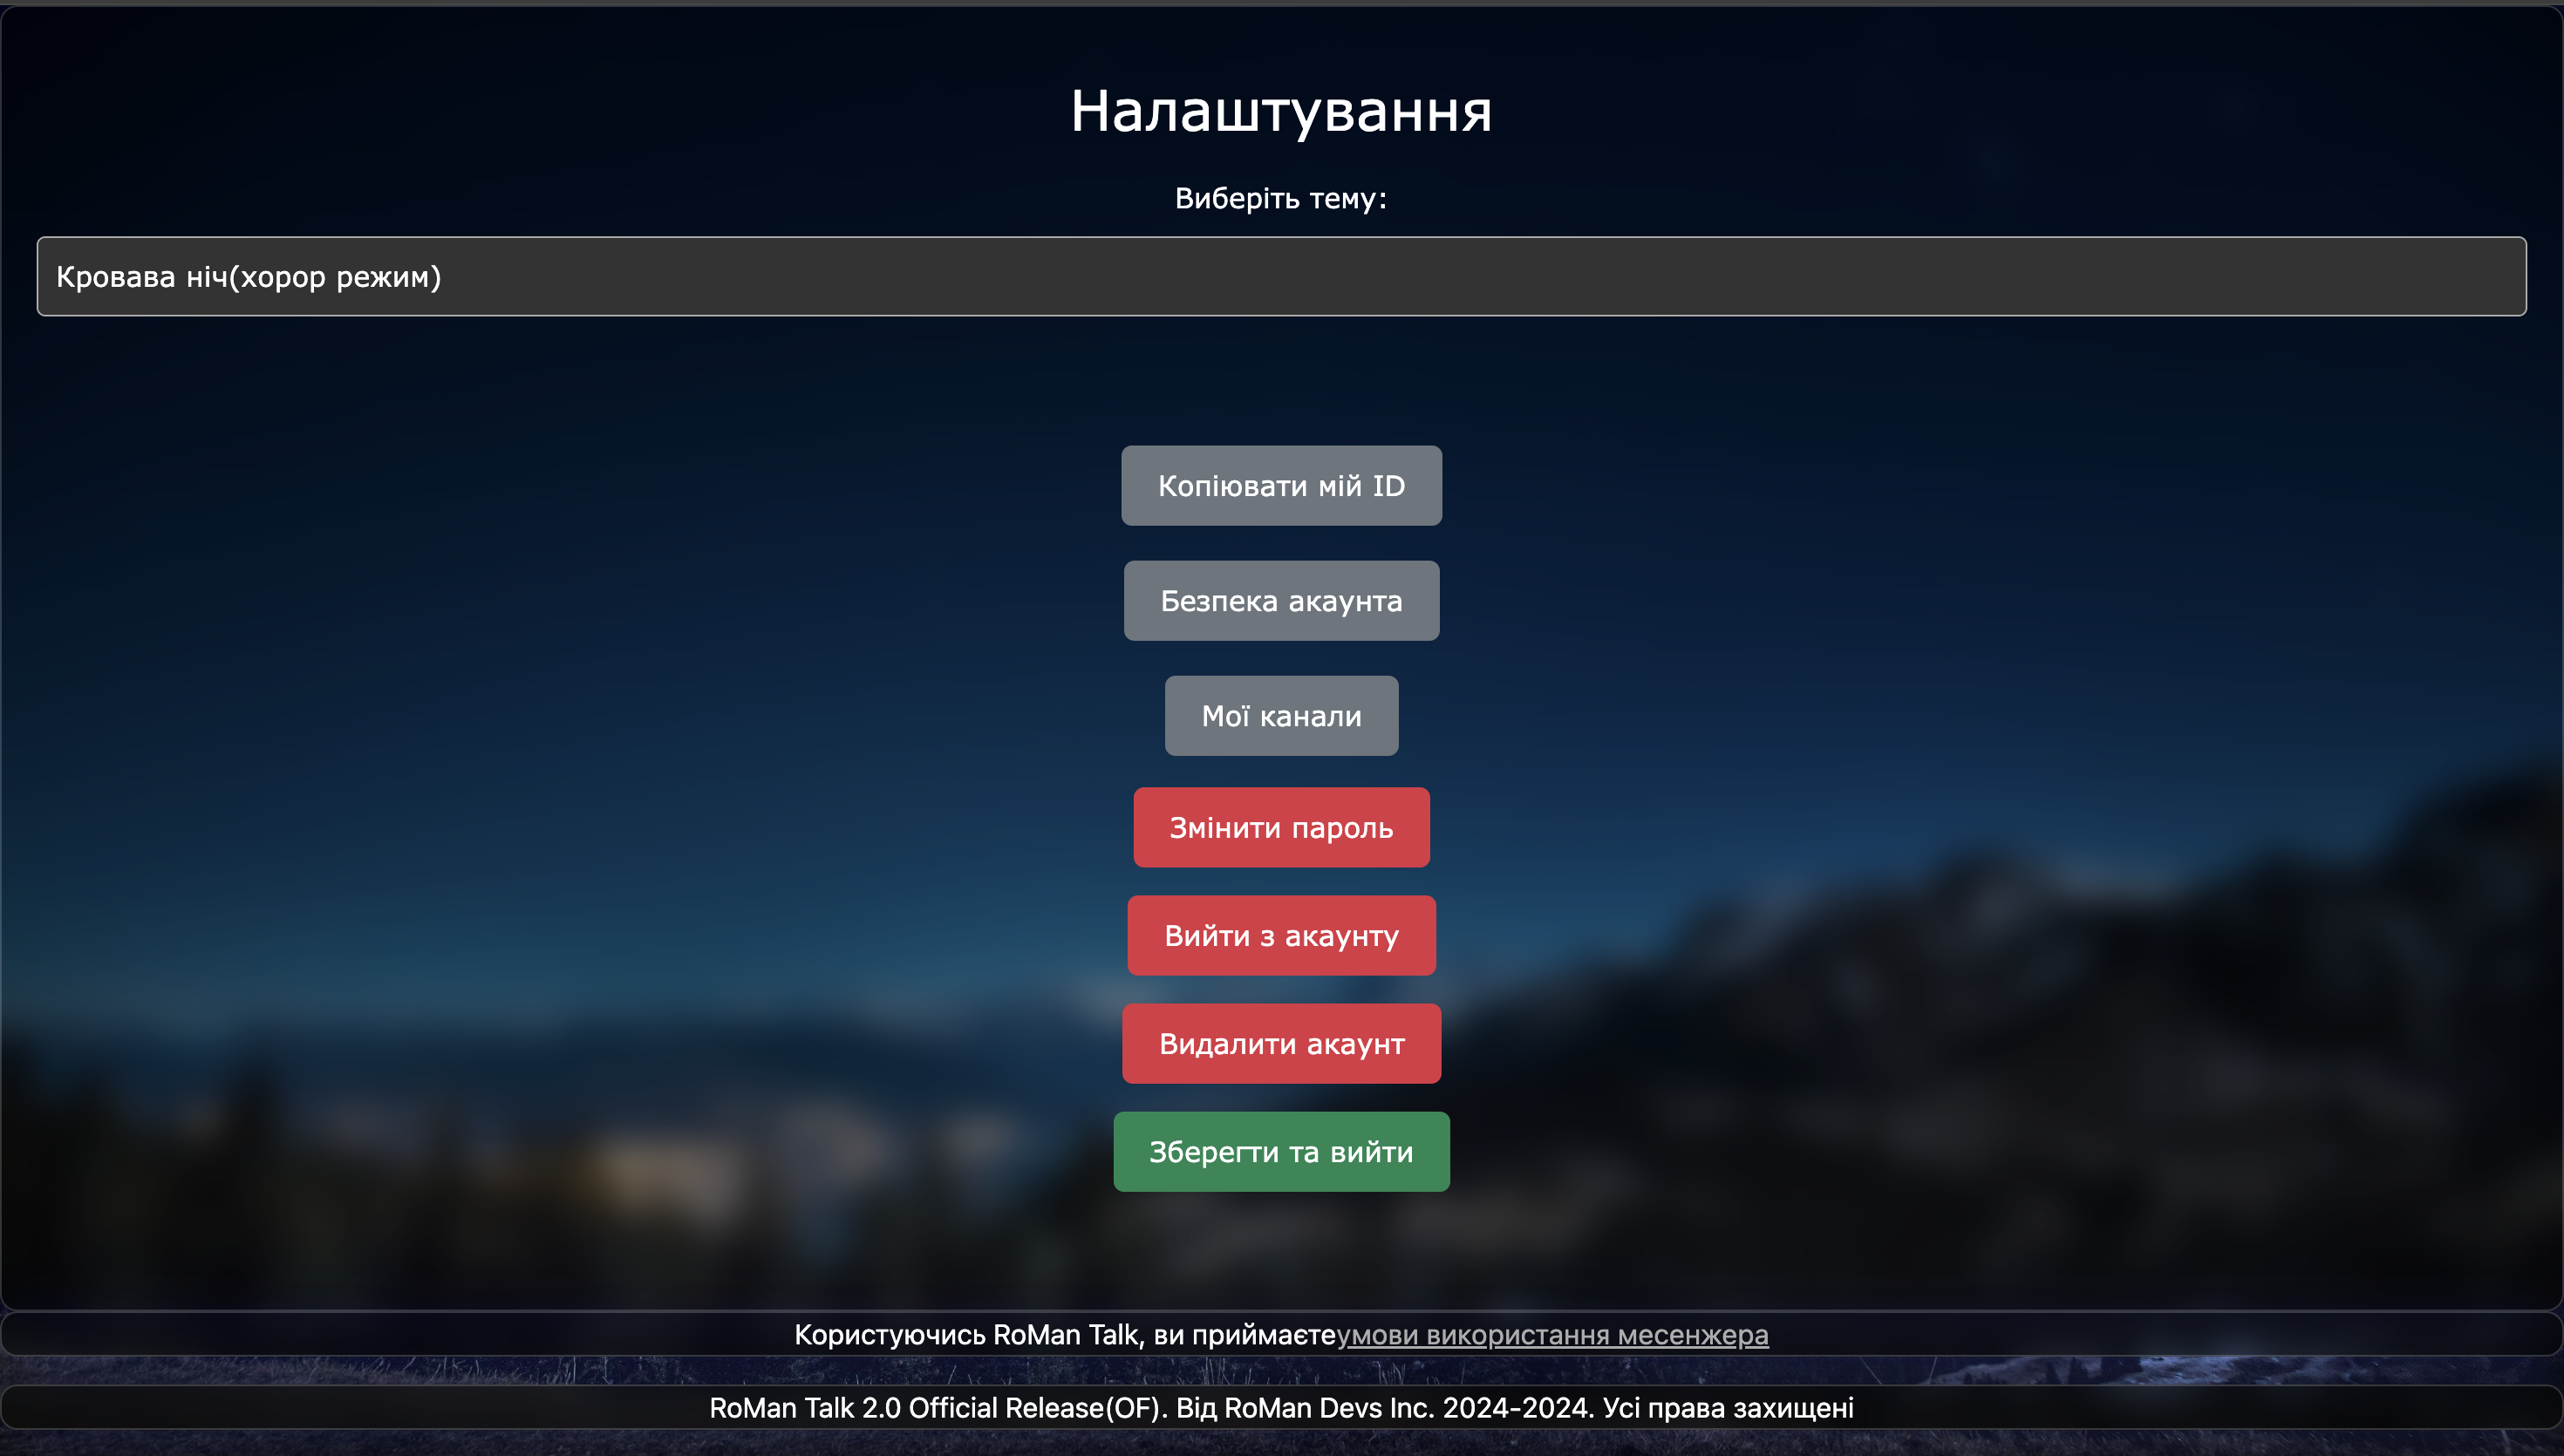 Налаштування
Виберіть тему:
Кровава ніч(хорор режим)
Копіювати мій ID
Безпека акаунта
Мої канали
Змінити пароль
Вийти з акаунту
Видалити акаунт
Зберегти та вийти
Користуючись RoMan Talk, ви приймаєтеумови використання месенжера
RoMan Talk 2.0 Official Release(OF). Від RoMan Devs Inc. 2024-2024. Усі права захищені